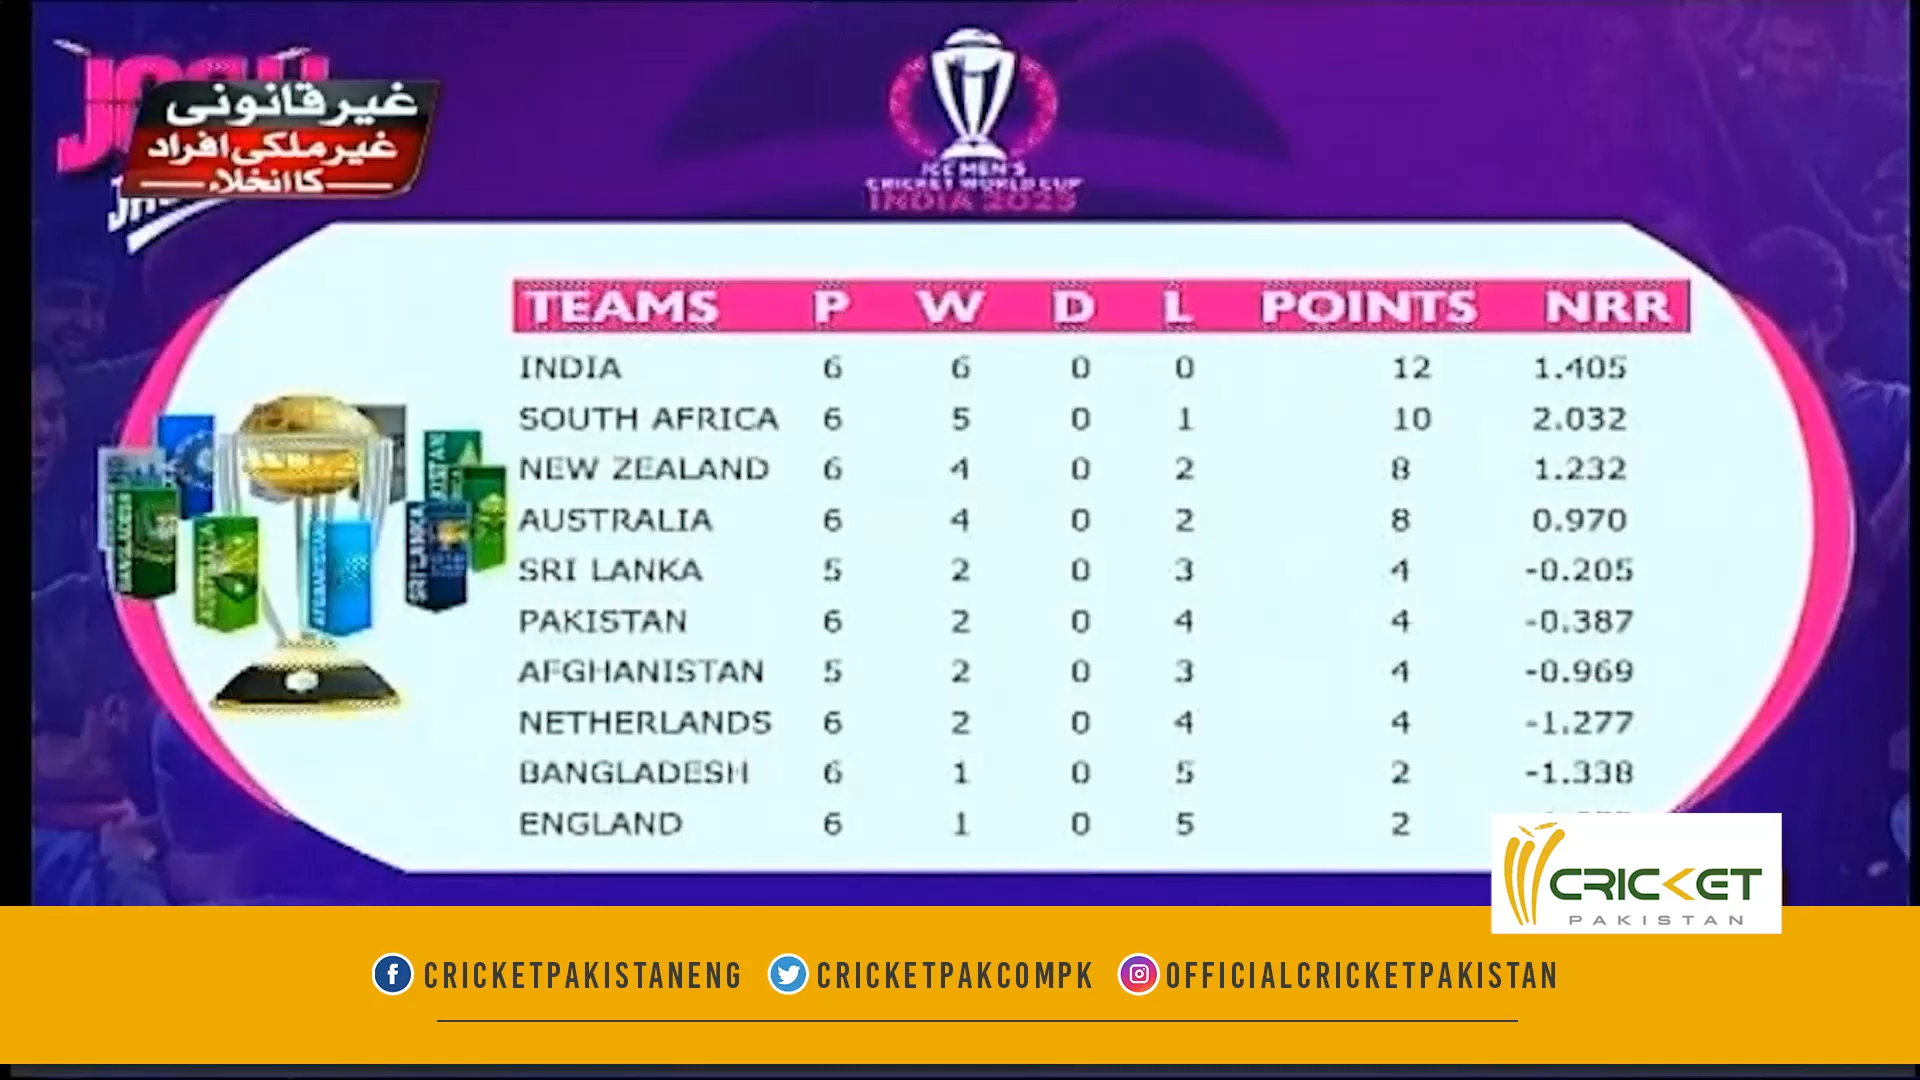 غیر قانونی
غیر ملکی افراد
کا انخلاء
ICC MEN'S
CRICKET WORLD CUP
INDIA 2023
TEAMS P W D L POINTS NRR
INDIA 6 6 0 0 12 1.405
SOUTH AFRICA 6 5 0 1 10 2.032
NEW ZEALAND 6 4 0 2 8 1.232
AUSTRALIA 6 4 0 2 8 0.970
SRI LANKA 5 2 0 3 4 -0.205
PAKISTAN 6 2 0 4 4 -0.387
AFGHANISTAN 5 2 0 3 4 -0.969
NETHERLANDS 6 2 0 4 4 -1.277
BANGLADESH 6 1 0 5 2 -1.338
ENGLAND 6 1 0 5 2
BANGLADESH
AUSTRALIA
AFGHANISTAN
SRI LANKA
CRICKET
PAKISTAN
CRICKETPAKISTANENG CRICKETPAKCOMPK OFFICIALCRICKETPAKISTAN